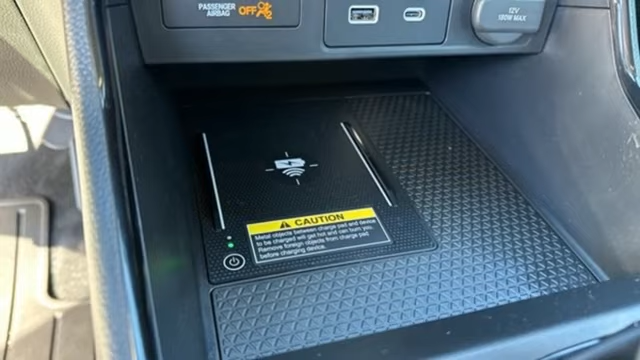 PASSENGER
AIRBAG OFF
12V
180W MAX
CAUTION
Metal objects between charge pad and device
to be charged will get hot and can burn you.
Remove foreign objects from charge pad
before charging device.